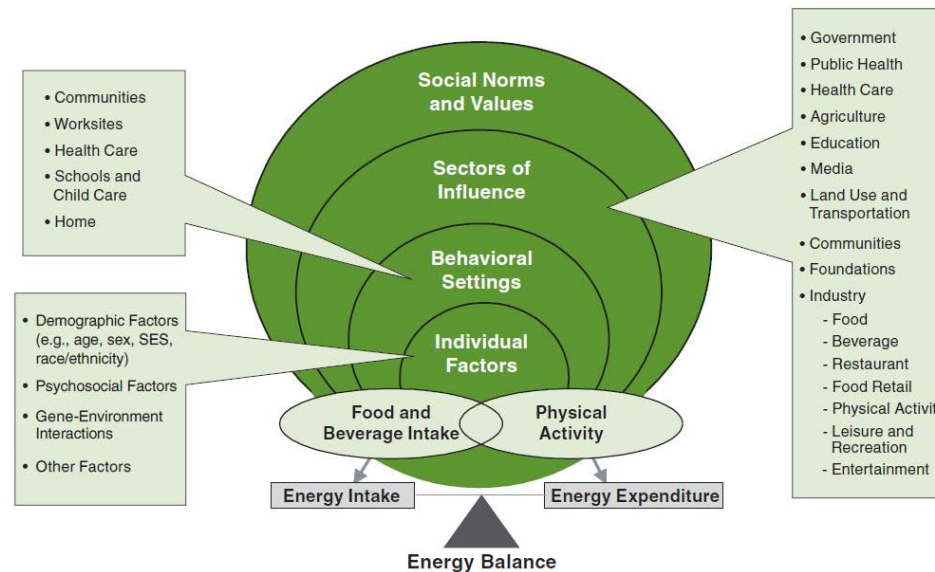 Social Norms
and Values
Sectors of
Influence
Behavioral
Settings
Individual
Factors
Food and
Beverage Intake
Physical
Activity
Energy Intake
Energy Expenditure
Energy Balance
• Communities
• Worksites
• Health Care
• Schools and
Child Care
• Home
• Demographic Factors
(e.g., age, sex, SES,
race/ethnicity)
• Psychosocial Factors
• Gene-Environment
Interactions
• Other Factors
• Government
• Public Health
• Health Care
• Agriculture
• Education
• Media
• Land Use and
Transportation
• Communities
• Foundations
• Industry
- Food
- Beverage
- Restaurant
- Food Retail
- Physical Activit
- Leisure and
Recreation
- Entertainment